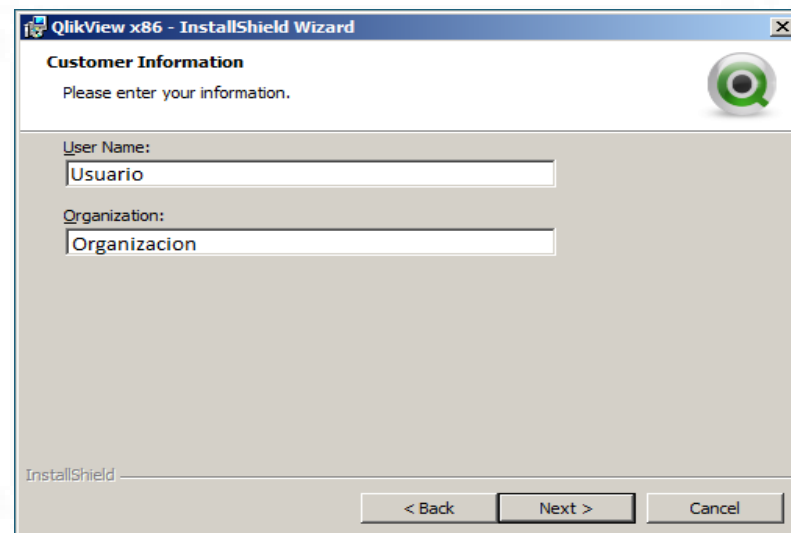 QlikView x86 - InstallShield Wizard
Customer Information
Please enter your information.
User Name:
Usuario
Organization:
Organizacion
InstallShield
< Back Next > Cancel